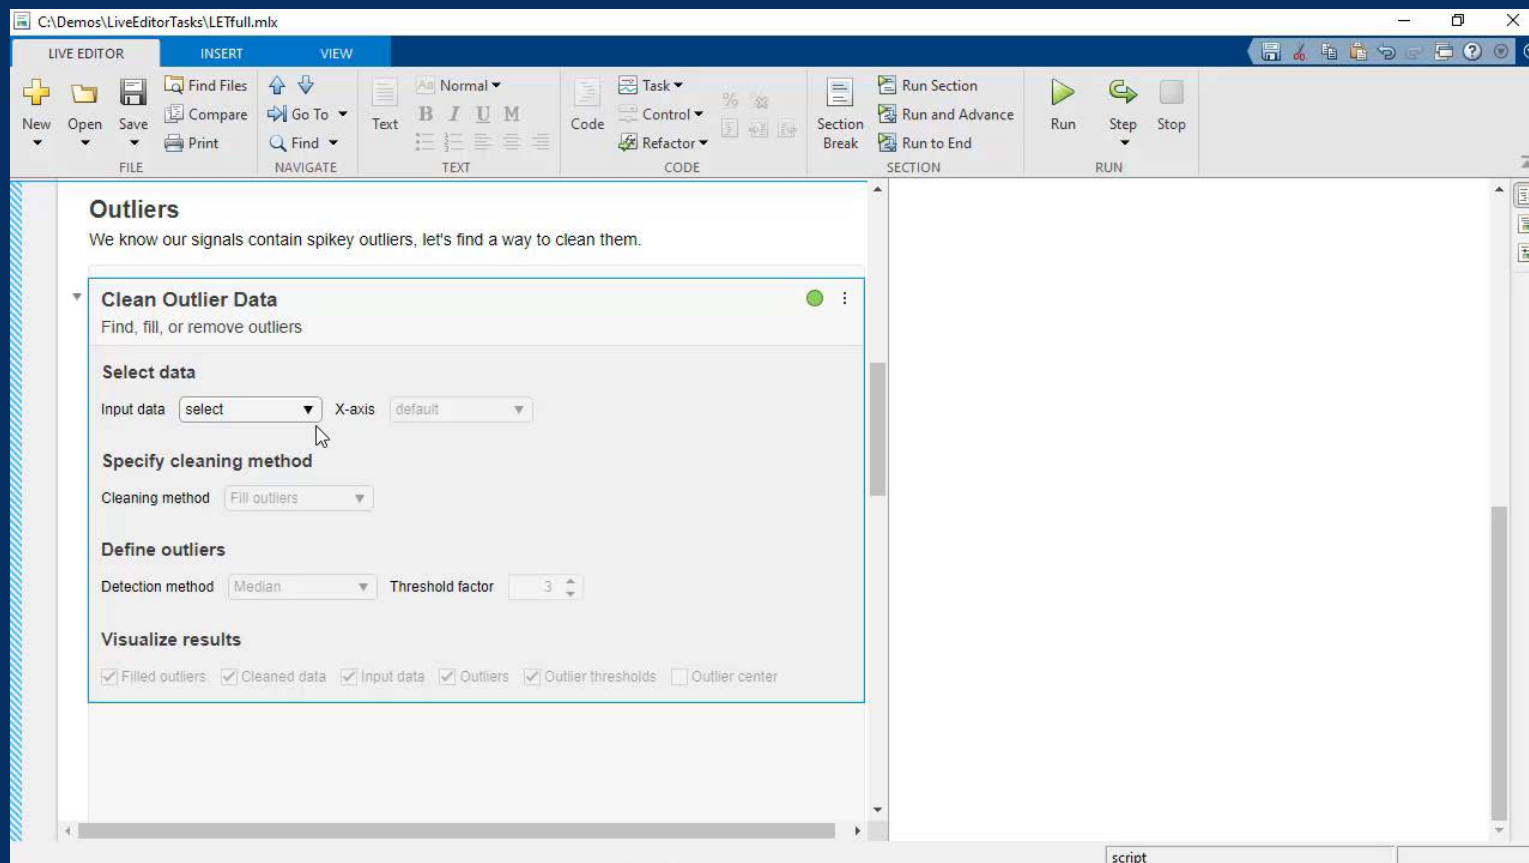 C:\Demos\LiveEditorTasks\LETfull.mlx
LIVE EDITOR INSERT VIEW
New
Open
Save
Find Files
Compare
Print
FILE
Go To
Find
NAVIGATE
Text
Aa Normal
B I U M
TEXT
Code
Task
Control
Refactor
CODE
Section
Break
Run Section
Run and Advance
Run to End
SECTION
Run
Step
Stop
RUN
Outliers
We know our signals contain spikey outliers, let's find a way to clean them.
Clean Outlier Data
Find, fill, or remove outliers
Select data
Input data select X-axis default
Specify cleaning method
Cleaning method Fill outliers
Define outliers
Detection method Median Threshold factor 3
Visualize results
Filled outliers Cleaned data Input data Outliers Outlier thresholds Outlier center
script